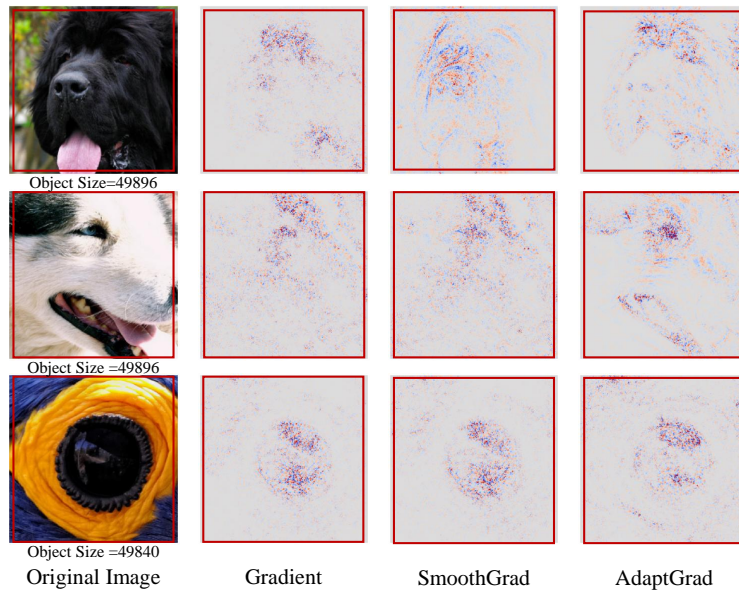 Object Size=49896
Object Size =49896
Object Size =49840
Original Image Gradient SmoothGrad AdaptGrad